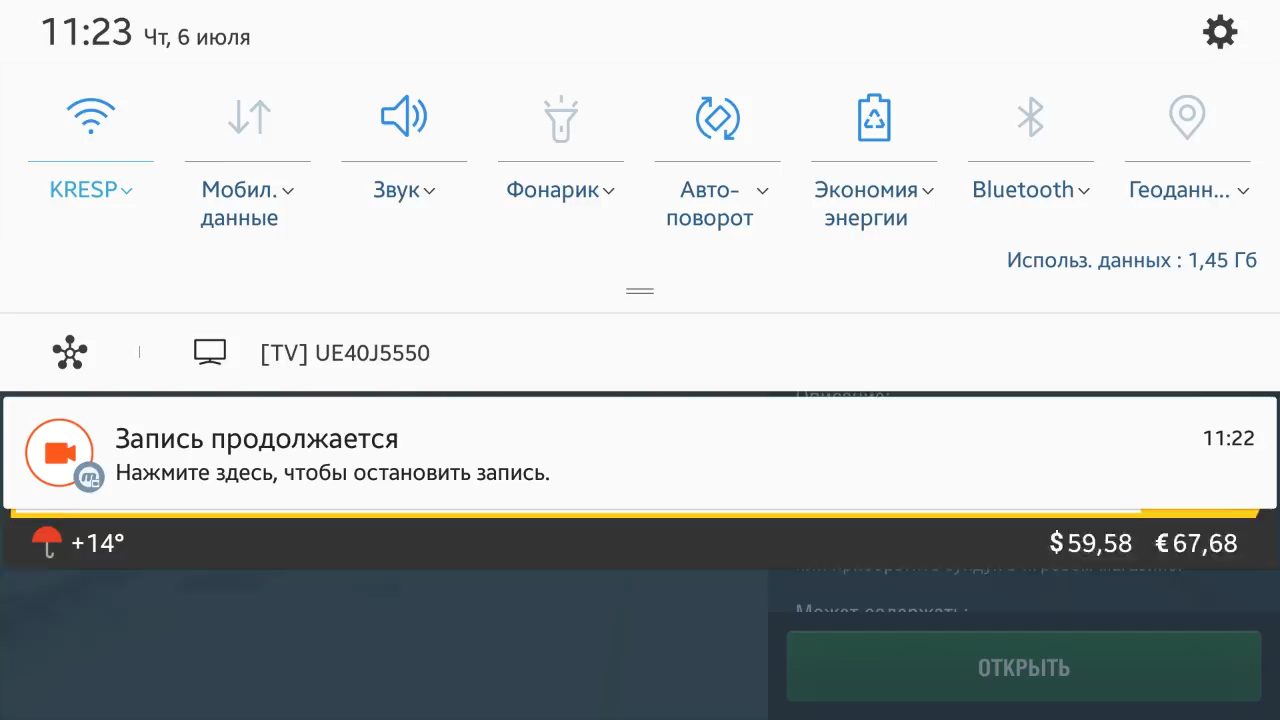 11:23 Чт, 6 июля
KRESP
Мобил.
данные
Звук
Фонарик
Авто-
поворот
Экономия
энергии
Bluetooth
Геоданн...
Использ. данных : 1,45 Гб
[TV] UE40J5550
Запись продолжается
11:22
Нажмите здесь, чтобы остановить запись.
+14°
$59,58 €67,68
Может содержать:
ОТКРЫТЬ